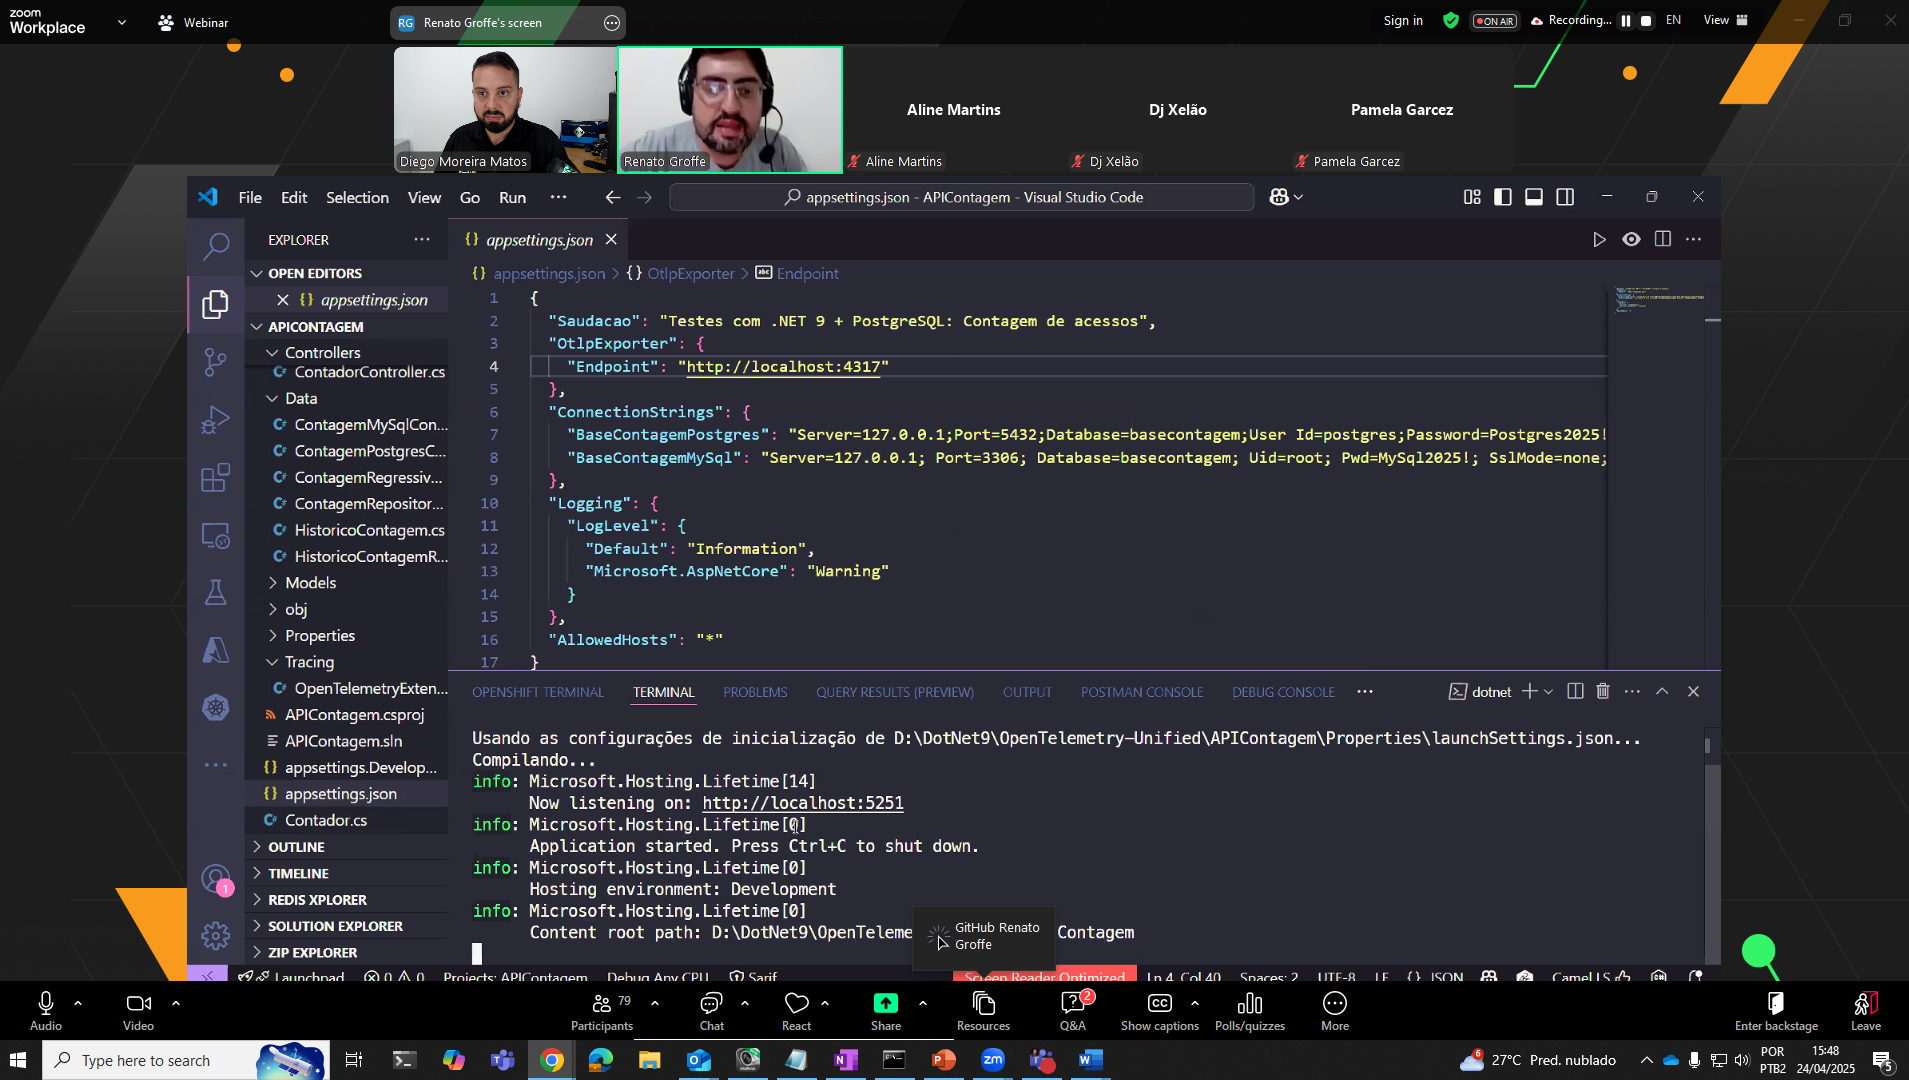 zoom
Workplace
Webinar
RG Renato Groffe's screen
Sign in
ON AIR
Recording...
EN
View
Diego Moreira Matos
Renato Groffe
Aline Martins
Aline Martins
Dj Xelão
Dj Xelão
Pamela Garcez
Pamela Garcez
File Edit Selection View Go Run ...
appsettings.json - APIContagem - Visual Studio Code
EXPLORER
OPEN EDITORS
{} appsettings.json
APICONTAGEM
Controllers
ContadorController.cs
Data
ContagemMySqlCon...
ContagemPostgresC...
ContagemRegressiv...
ContagemRepositor...
HistoricoContagem.cs
HistoricoContagemR...
Models
obj
Properties
Tracing
OpenTelemetryExten...
APIContagem.csproj
APIContagem.sln
{} appsettings.Develop...
{} appsettings.json
Contador.cs
OUTLINE
TIMELINE
REDIS XPLORER
SOLUTION EXPLORER
ZIP EXPLORER
1
{} appsettings.json
{} appsettings.json > {} OtlpExporter > abc Endpoint
1 {
2 "Saudacao": "Testes com .NET 9 + PostgreSQL: Contagem de acessos",
3 "OtlpExporter": {
4 "Endpoint": "http://localhost:4317"
5 },
6 "ConnectionStrings": {
7 "BaseContagemPostgres": "Server=127.0.0.1;Port=5432;Database=basecontagem;User Id=postgres;Password=Postgres2025!
8 "BaseContagemMySql": "Server=127.0.0.1; Port=3306; Database=basecontagem; Uid=root; Pwd=MySql2025!; SslMode=none;
9 },
10 "Logging": {
11 "LogLevel": {
12 "Default": "Information",
13 "Microsoft.AspNetCore": "Warning"
14 }
15 },
16 "AllowedHosts": "*"
17 }
OPENSHIFT TERMINAL TERMINAL PROBLEMS QUERY RESULTS (PREVIEW) OUTPUT POSTMAN CONSOLE DEBUG CONSOLE ... dotnet
Usando as configurações de inicialização de D:\DotNet9\OpenTelemetry-Unified\APIContagem\Properties\launchSettings.json...
Compilando...
info: Microsoft.Hosting.Lifetime[14]
Now listening on: http://localhost:5251
info: Microsoft.Hosting.Lifetime[0]
Application started. Press Ctrl+C to shut down.
info: Microsoft.Hosting.Lifetime[0]
Hosting environment: Development
info: Microsoft.Hosting.Lifetime[0]
Content root path: D:\DotNet9\OpenTeleme Contagem
GitHub Renato
Groffe
Launchpad 0 0 Projects: APIContagem Debug Any CPU Sarif Screen Reader Optimized Ln 4, Col 40 Spaces: 2 UTF-8 LF {} JSON CamelLS
Audio
Video
Participants 79
Chat
React
Share
Resources
Q&A 2
CC Show captions
Polls/quizzes
More
Enter backstage
Leave
Type here to search
zm
6
27°C Pred. nublado
POR
PTB2
15:48
24/04/2025
5